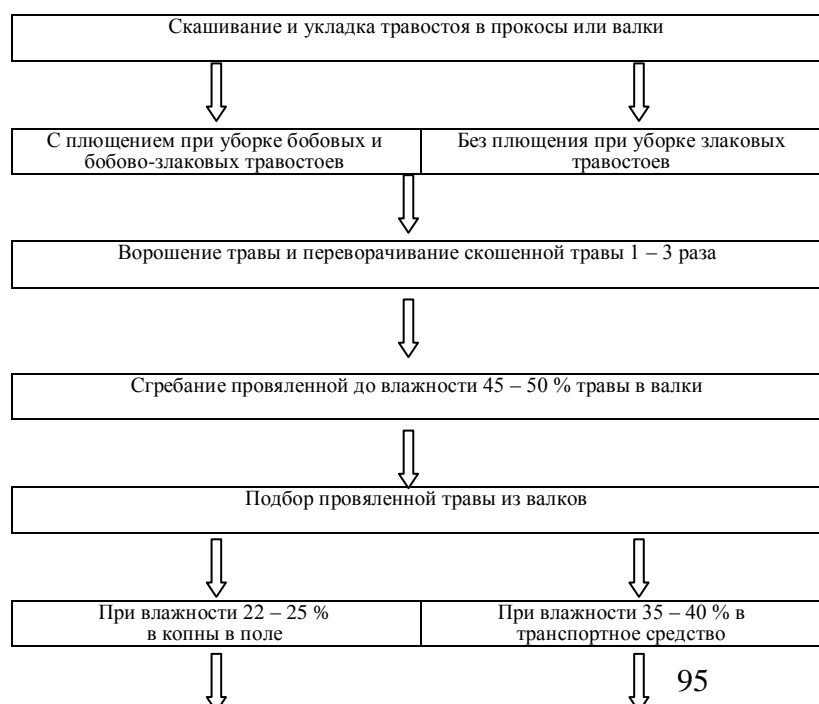 Скашивание и укладка травостоя в прокосы или валки
С плющением при уборке бобовых и
бобово-злаковых травостоев
Без плющения при уборке злаковых
травостоев
Ворошение травы и переворачивание скошенной травы 1 – 3 раза
Сгребание провяленной до влажности 45 – 50 % травы в валки
Подбор провяленной травы из валков
При влажности 22 – 25 %
в копны в поле
При влажности 35 – 40 % в
транспортное средство
95